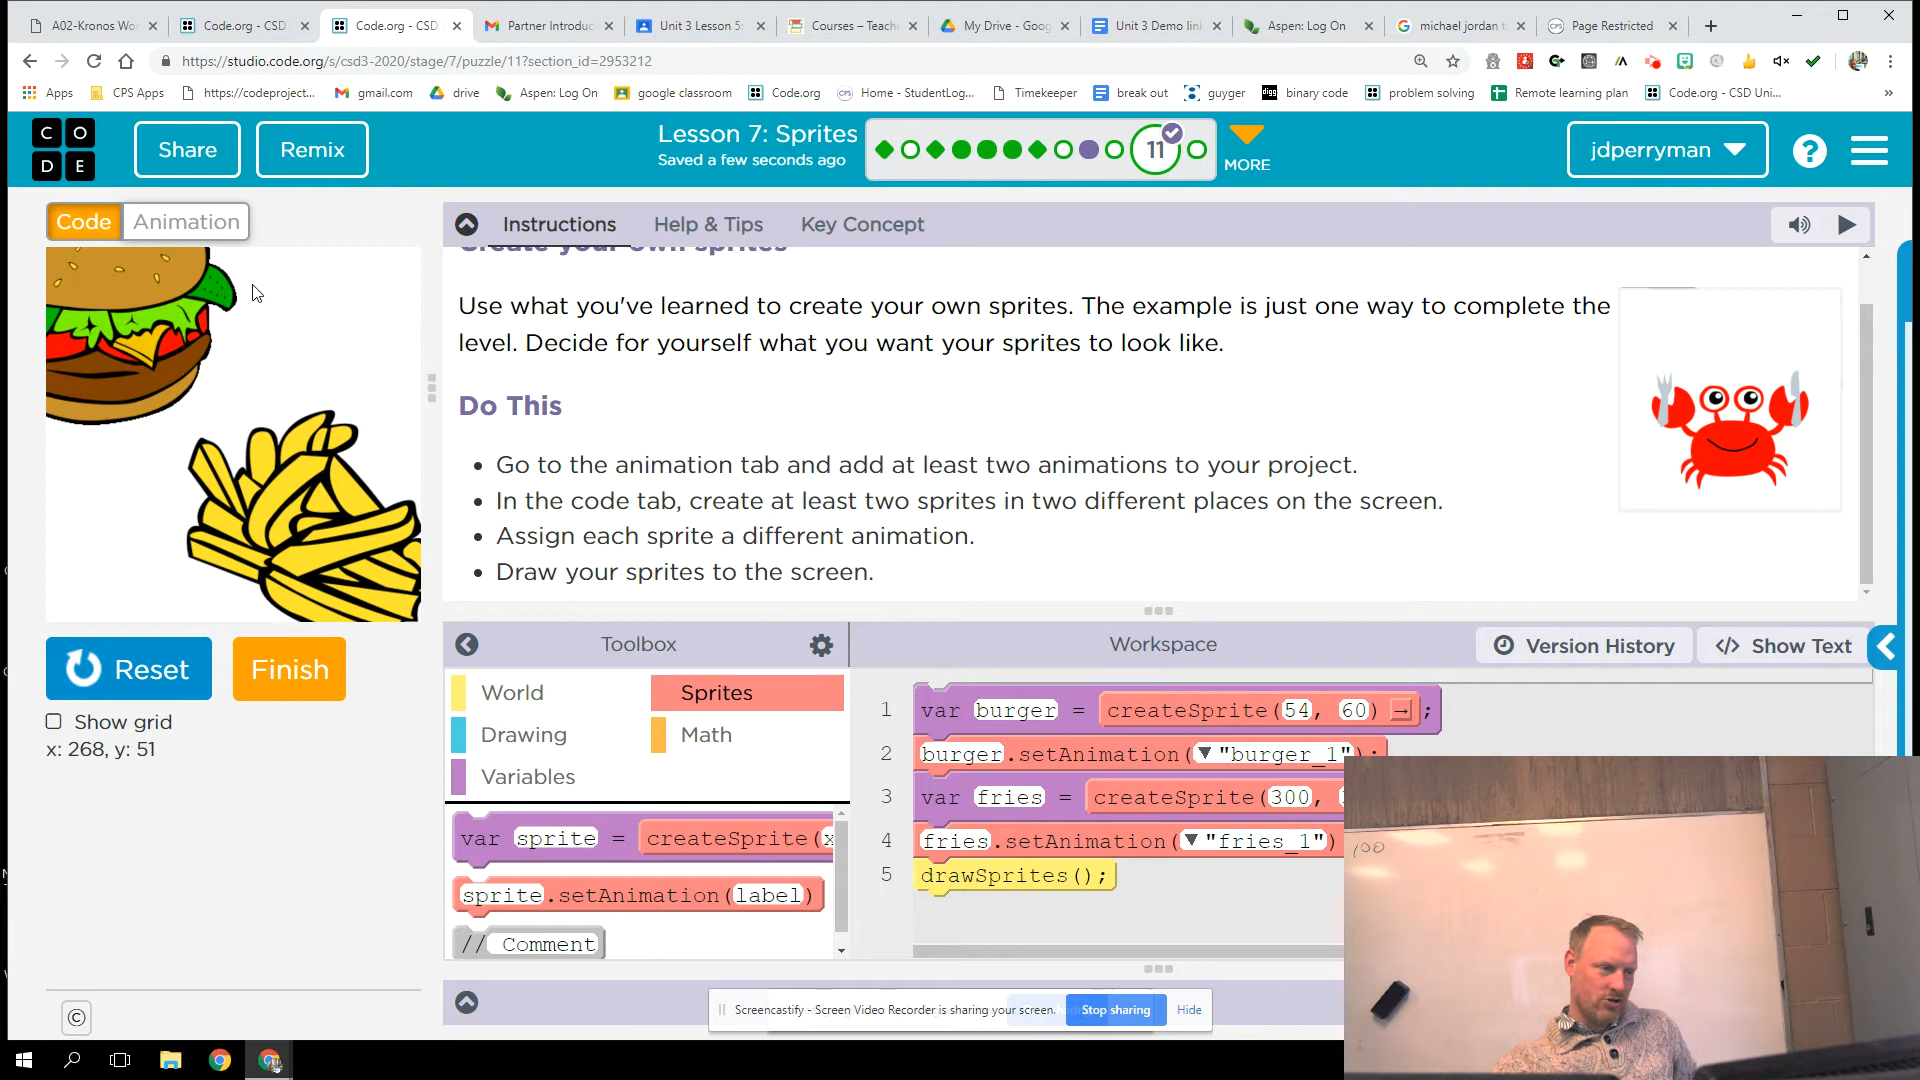 A02-Kronos Wor
Code.org - CSD
Code.org - CSD
Partner Introduc
Unit 3 Lesson 5:
Courses – Teach
My Drive - Goog
Unit 3 Demo link
Aspen: Log On
michael jordan t
Page Restricted
https://studio.code.org/s/csd3-2020/stage/7/puzzle/11?section_id=2953212
Apps
CPS Apps
https://codeproject...
gmail.com
drive
Aspen: Log On
google classroom
Code.org
Home - StudentLog...
Timekeeper
break out
guyger
binary code
problem solving
Remote learning plan
Code.org - CSD Uni...
C O
D E
Share
Remix
Lesson 7: Sprites
Saved a few seconds ago
11
MORE
jdperryman
?
Code
Animation
Instructions
Help & Tips
Key Concept
Create your own sprites
Use what you've learned to create your own sprites. The example is just one way to complete the
level. Decide for yourself what you want your sprites to look like.
Do This
• Go to the animation tab and add at least two animations to your project.
• In the code tab, create at least two sprites in two different places on the screen.
• Assign each sprite a different animation.
• Draw your sprites to the screen.
Reset
Finish
Show grid
x: 268, y: 51
Toolbox
Workspace
Version History
</> Show Text
World
Sprites
Drawing
Math
Variables
var sprite = createSprite(x
sprite.setAnimation(label)
// Comment
1 var burger = createSprite(54, 60) → ;
2 burger.setAnimation(▼"burger_1");
3 var fries = createSprite(300,
4 fries.setAnimation(▼"fries_1")
5 drawSprites();
100
Screencastify - Screen Video Recorder is sharing your screen.
Stop sharing
Hide
©